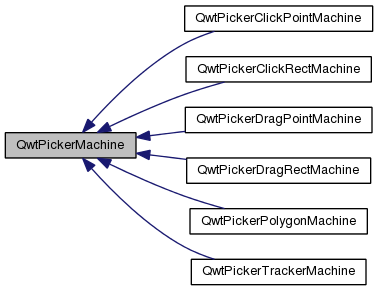 QwtPickerClickPointMachine
QwtPickerClickRectMachine
QwtPickerDragPointMachine
QwtPickerMachine
QwtPickerDragRectMachine
QwtPickerPolygonMachine
QwtPickerTrackerMachine